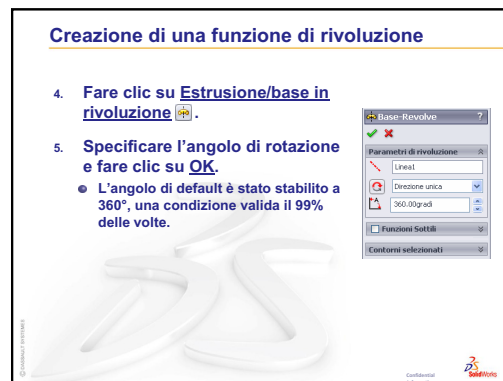 Creazione di una funzione di rivoluzione
4. Fare clic su Estrusione/base in
rivoluzione .
5. Specificare l'angolo di rotazione
e fare clic su OK.
L'angolo di default è stato stabilito a
360°, una condizione valida il 99%
delle volte.
Base-Revolve ?
Parametri di rivoluzione
Linea1
Direzione unica
360.00gradi
Funzioni Sottili
Contorni selezionati
© DASSAULT SYSTEMES
Confidential
SolidWorks